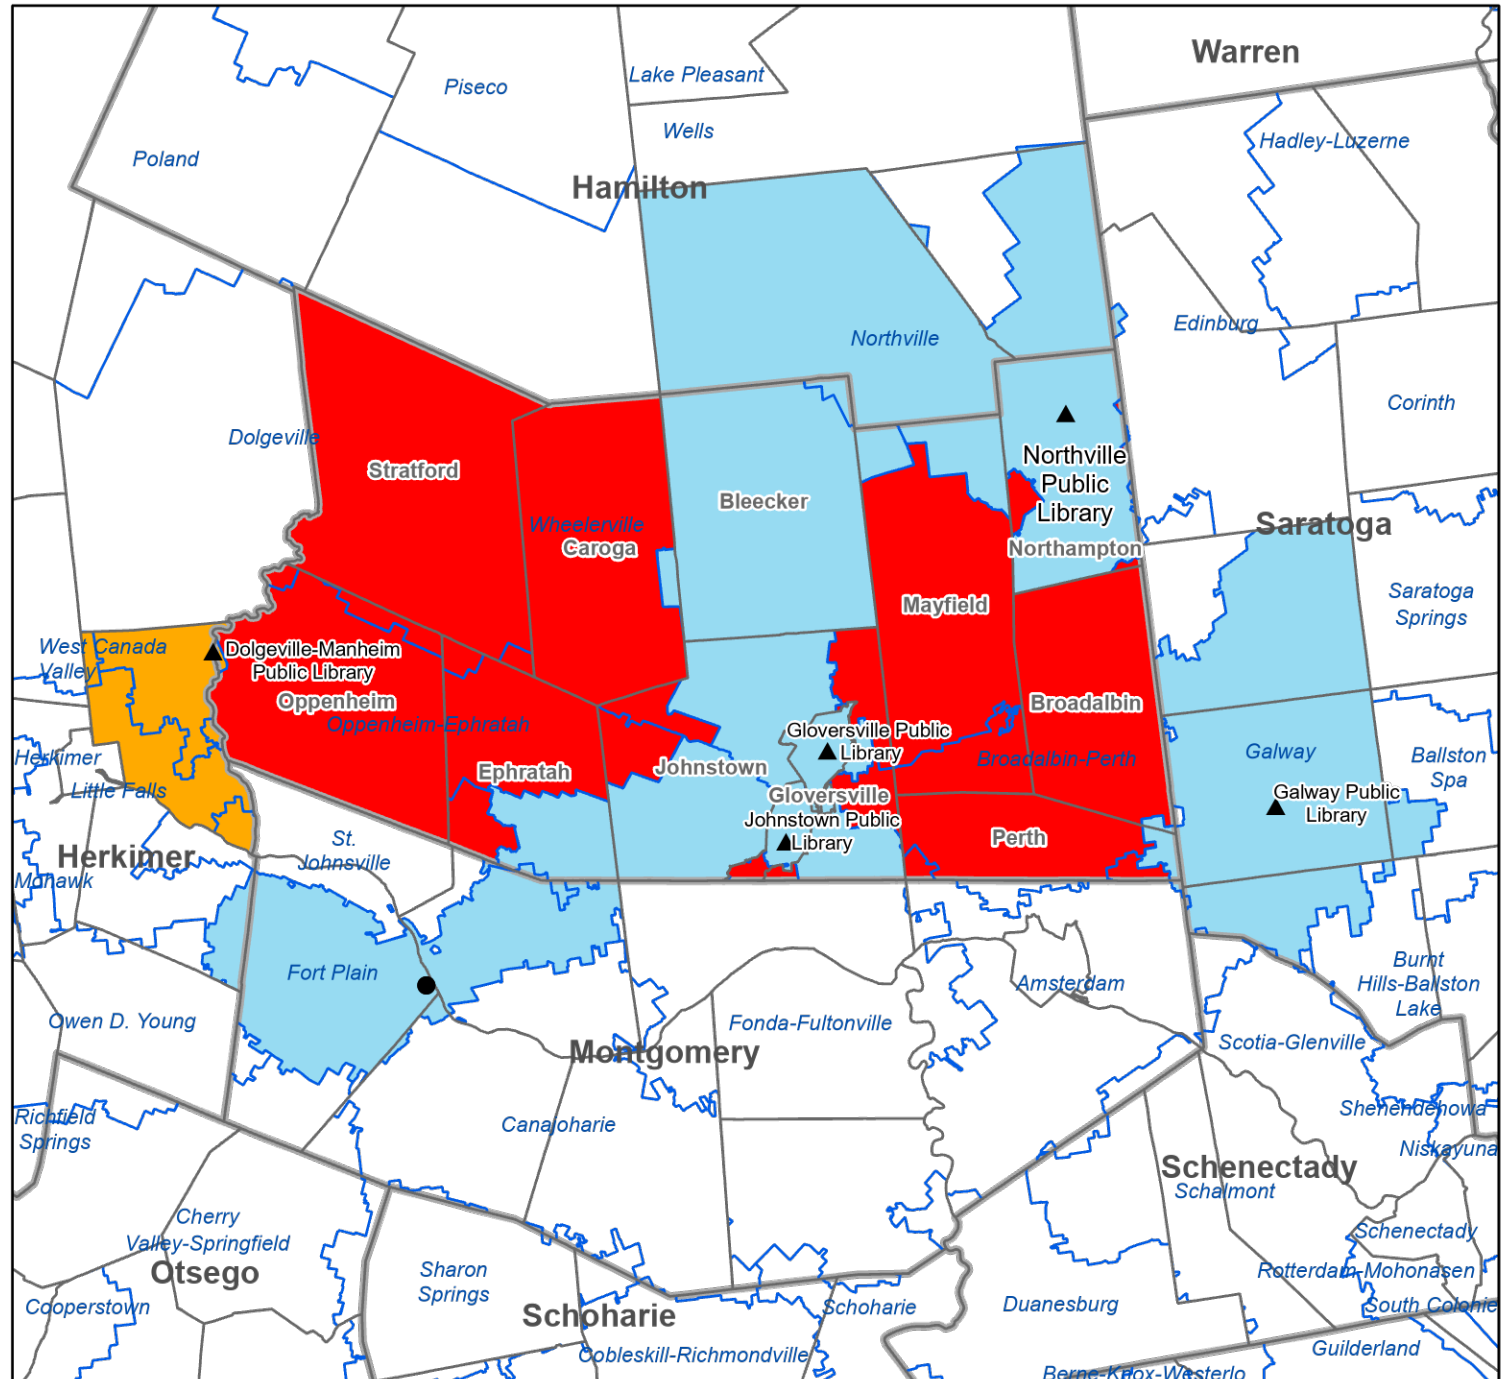 Warren
Lake Pleasant
Piseco
Wells
Hadley-Luzerne
Poland
Hamilton
Edinburg
Northville
Corinth
Dolgeville
Stratford
Northville
Public
Library
Bleecker
Wheelerville
Caroga
Saratoga
Northampton
Saratoga
Springs
Mayfield
West Canada
Valley
Dolgeville-Manheim
Public Library
Oppenheim
Broadalbin
Oppenheim-Ephratah
Gloversville Public
Library
Herkimer
Broadalbin-Perth
Galway
Ballston
Spa
Johnstown
Ephratah
Little Falls
Gloversville
Galway Public
Library
Johnstown Public
Library
Perth
St.
Johnsville
Herkimer
Mohawk
Fort Plain
Burnt
Hills-Ballston
Lake
Amsterdam
Owen D. Young
Fonda-Fultonville
Scotia-Glenville
Montgomery
Richfield
Springs
Canajoharie
Shenendehowa
Niskayuna
Schenectady
Schalmont
Cherry
Valley-Springfield
Schenectady
Otsego
Sharon
Springs
Rotterdam-Mohonasen
Cooperstown
Schoharie
Schoharie
Duanesburg
South Colonie
Cobleskill-Richmondville
Guilderland
Berne-Knox-Westerlo